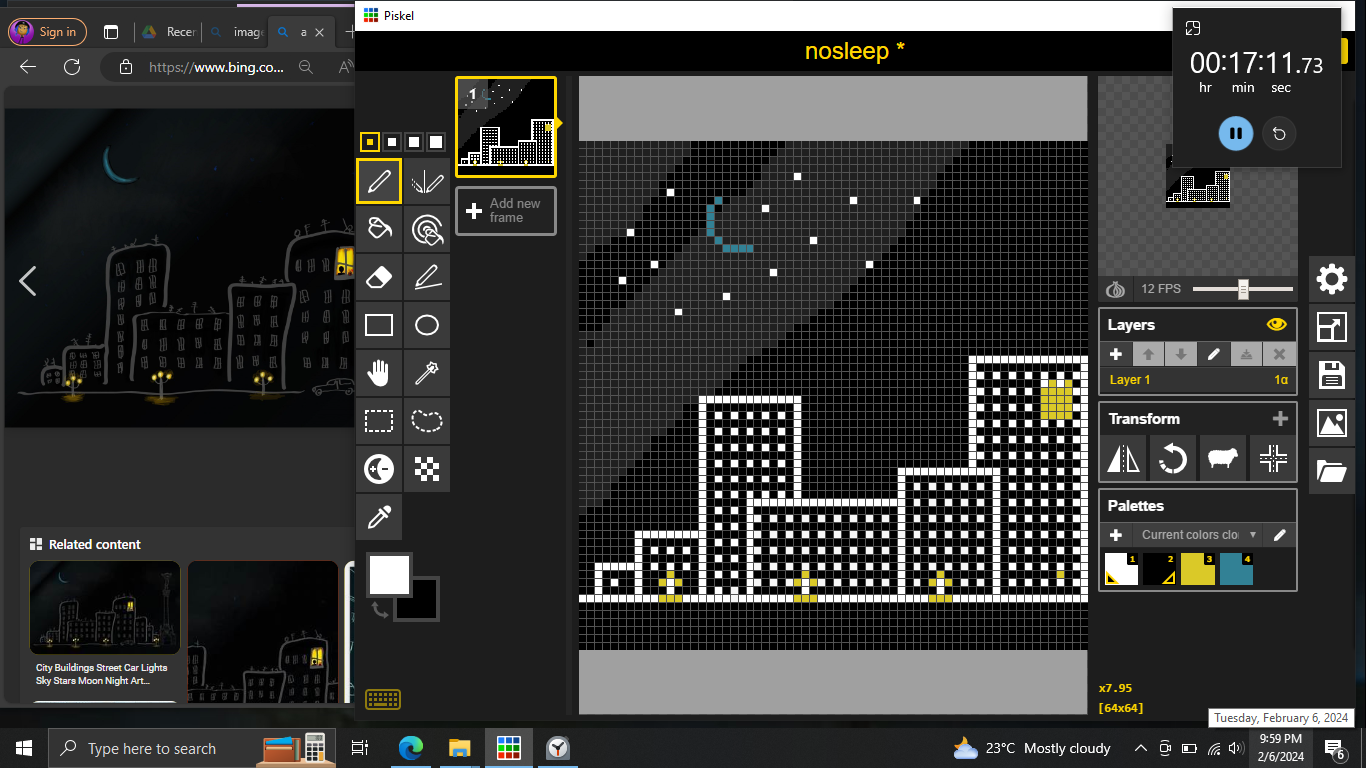 Piskel
Sign in
Recen
image
a
https://www.bing.co...
nosleep *
00:17:11.73
hr min sec
1
Add new
frame
12 FPS
Layers
Layer 1
1α
Transform
Palettes
Current colors clo
1 2 3 4
Related content
City Buildings Street Car Lights
Sky Stars Moon Night Art...
x7.95
[64x64]
Tuesday, February 6, 2024
Type here to search
23°C Mostly cloudy
9:59 PM
2/6/2024
6